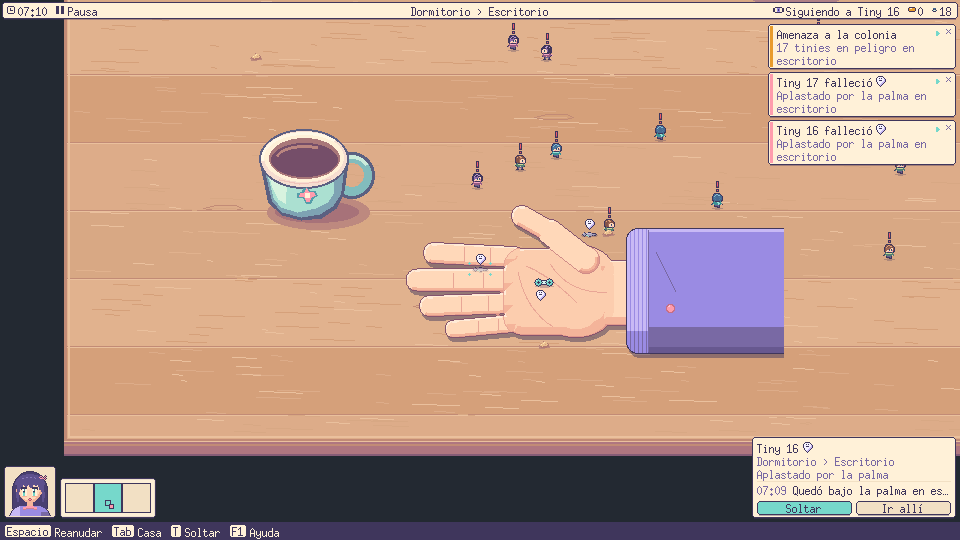 07:10 Pausa
Dormitorio > Escritorio
Siguiendo a Tiny 16 0 18
Amenaza a la colonia
17 tinies en peligro en
escritorio
Tiny 17 falleció
Aplastado por la palma en
escritorio
Tiny 16 falleció
Aplastado por la palma en
escritorio
Tiny 16
Dormitorio > Escritorio
Aplastado por la palma
07:09 Quedó bajo la palma en es…
Soltar Ir allí
Espacio Reanudar Tab Casa T Soltar F1 Ayuda